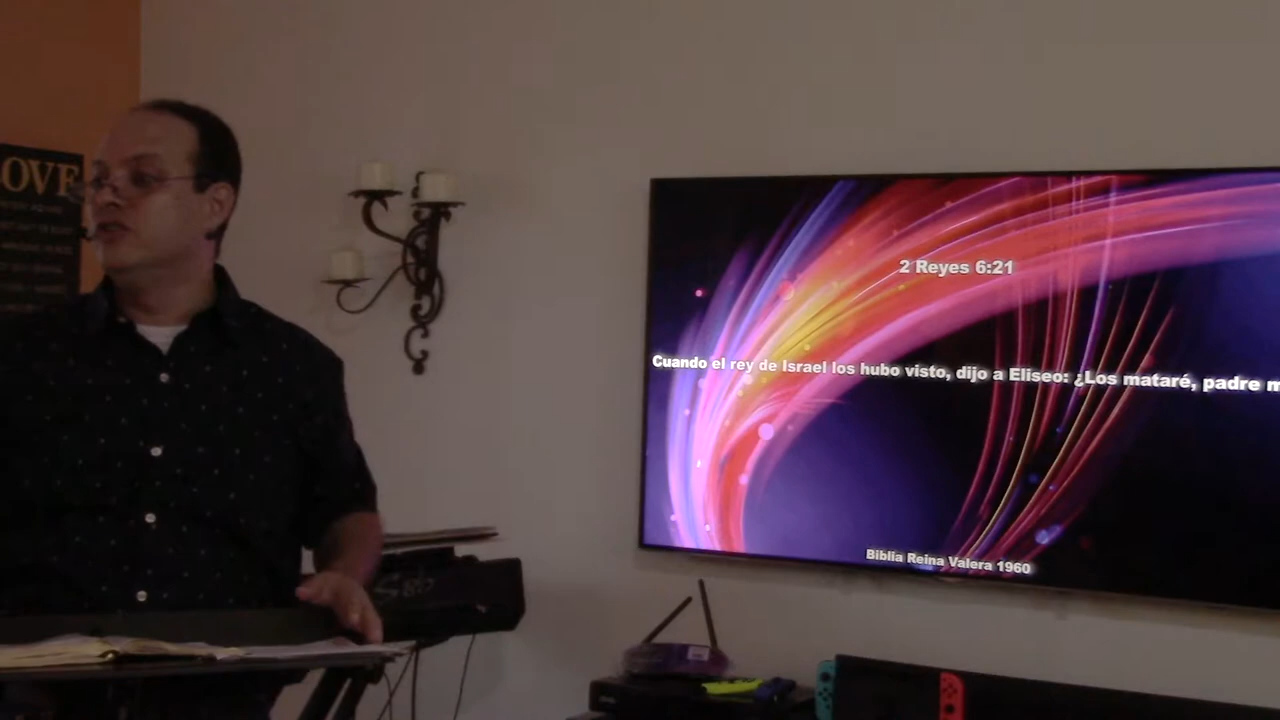 OVE
2 Reyes 6:21
Cuando el rey de Israel los hubo visto, dijo a Eliseo: ¿Los mataré, padre m
Biblia Reina Valera 1960